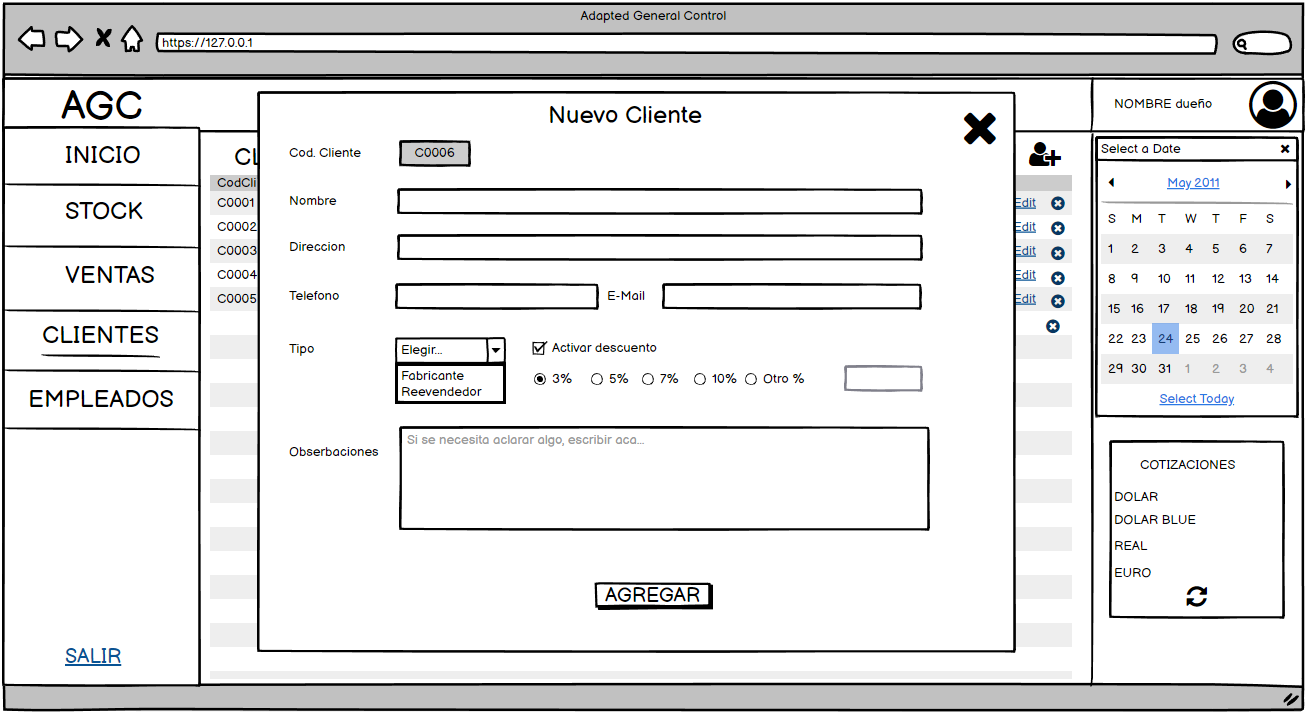 Adapted General Control
https://127.0.0.1
AGC
NOMBRE dueño
INICIO
STOCK
VENTAS
CLIENTES
EMPLEADOS
SALIR
CL
CodCli
C0001
C0002
C0003
C0004
C0005
Edit
Edit
Edit
Edit
Edit
Nuevo Cliente
Cod. Cliente C0006
Nombre
Direccion
Telefono E-Mail
Tipo Elegir... Activar descuento
Fabricante
Reevendedor
3% 5% 7% 10% Otro %
Obserbaciones
Si se necesita aclarar algo, escribir aca...
AGREGAR
Select a Date
May 2011
S M T W T F S
1 2 3 4 5 6 7
8 9 10 11 12 13 14
15 16 17 18 19 20 21
22 23 24 25 26 27 28
29 30 31 1 2 3 4
Select Today
COTIZACIONES
DOLAR
DOLAR BLUE
REAL
EURO